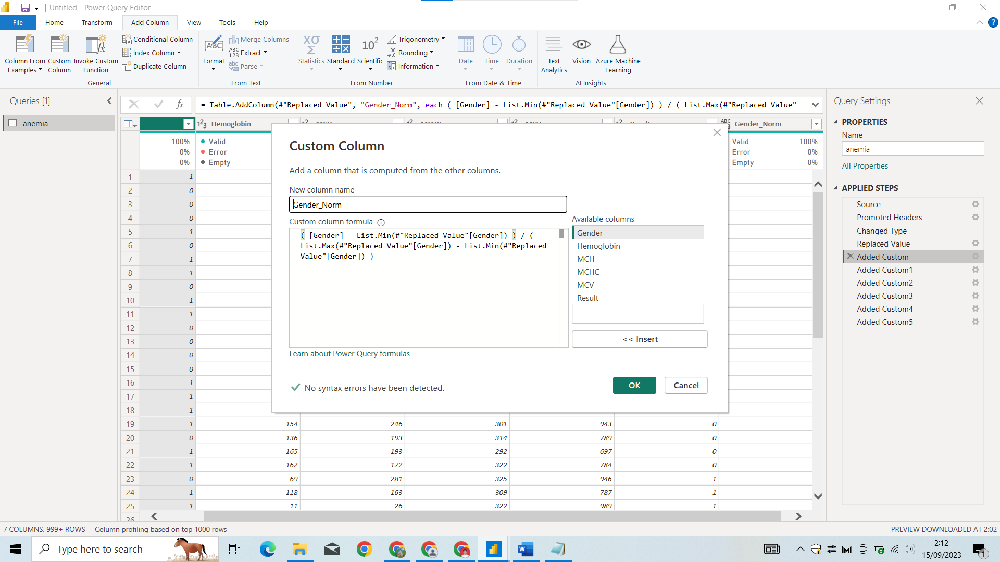 Untitled - Power Query Editor
File Home Transform Add Column View Tools Help
Column From Examples
Custom Column
Invoke Custom Function
Conditional Column
Index Column
Duplicate Column
General
Format
Merge Columns
Extract
Parse
From Text
Statistics
Standard
Scientific
Trigonometry
Rounding
Information
From Number
Date
Time
Duration
From Date & Time
Text Analytics
Vision
Azure Machine Learning
AI Insights
Queries [1]
anemia
= Table.AddColumn(#"Replaced Value", "Gender_Norm", each ( [Gender] - List.Min(#"Replaced Value"[Gender]) ) / ( List.Max(#"Replaced Value"
Hemoglobin
Gender_Norm
100% Valid
0% Error
0% Empty
Valid 100%
Error 0%
Empty 0%
Custom Column
Add a column that is computed from the other columns.
New column name
Gender_Norm
Custom column formula
= ( [Gender] - List.Min(#"Replaced Value"[Gender]) ) / (
List.Max(#"Replaced Value"[Gender]) - List.Min(#"Replaced
Value"[Gender]) )
Available columns
Gender
Hemoglobin
MCH
MCHC
MCV
Result
<< Insert
Learn about Power Query formulas
No syntax errors have been detected.
OK
Cancel
1 1
2 0
3 0
4 0
5 1
6 0
7 1
8 1
9 0
10 1
11 1
12 0
13 0
14 0
15 0
16 1
17 1
18 1
19 1 154 246 301 943 0
20 0 136 193 314 789 0
21 1 165 193 292 697 0
22 1 162 172 322 784 0
23 0 69 281 325 946 1
24 1 118 163 309 787 1
25 1 11 26 322 989 1
26
Query Settings
PROPERTIES
Name
anemia
All Properties
APPLIED STEPS
Source
Promoted Headers
Changed Type
Replaced Value
Added Custom
Added Custom1
Added Custom2
Added Custom3
Added Custom4
Added Custom5
7 COLUMNS, 999+ ROWS Column profiling based on top 1000 rows
PREVIEW DOWNLOADED AT 2:02
Type here to search
2:12
15/09/2023
1